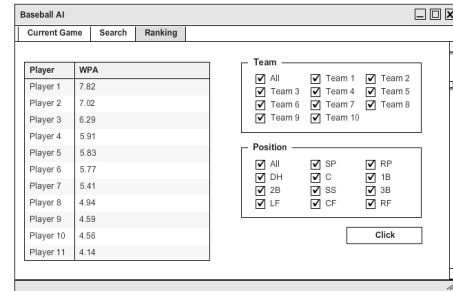 Baseball AI
Current Game Search Ranking
Player WPA
Player 1 7.82
Player 2 7.02
Player 3 6.29
Player 4 5.91
Player 5 5.83
Player 6 5.77
Player 7 5.41
Player 8 4.94
Player 9 4.59
Player 10 4.56
Player 11 4.14
Team
All Team 1 Team 2
Team 3 Team 4 Team 5
Team 6 Team 7 Team 8
Team 9 Team 10
Position
All SP RP
DH C 1B
2B SS 3B
LF CF RF
Click